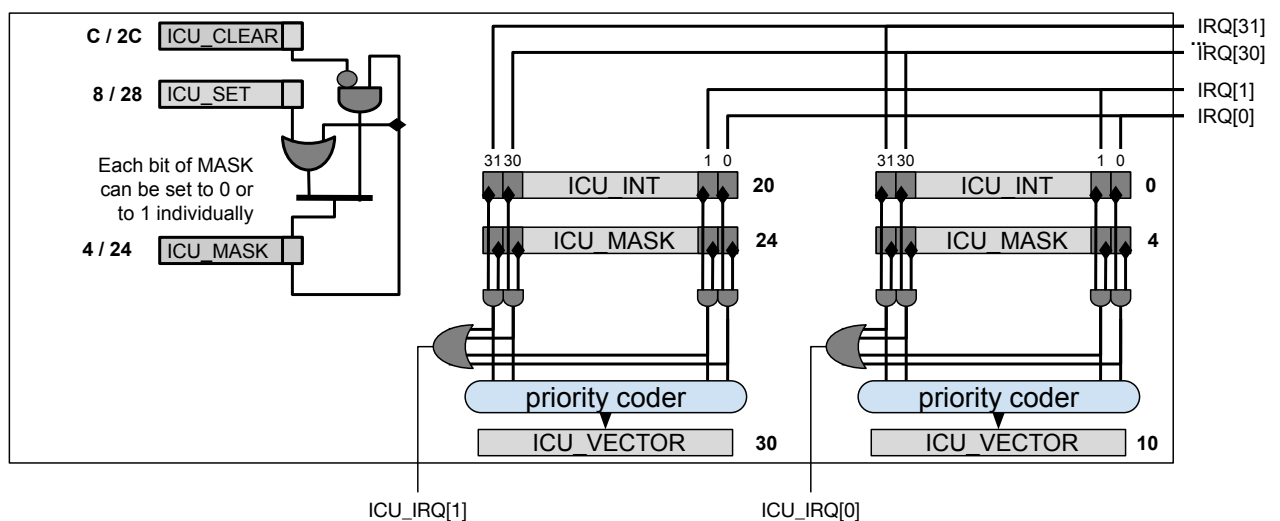 C / 2C ICU_CLEAR
8 / 28 ICU_SET
Each bit of MASK
can be set to 0 or
to 1 individually
4 / 24 ICU_MASK
IRQ[31]
...
IRQ[30]
IRQ[1]
IRQ[0]
31 30 1 0
ICU_INT 20
ICU_MASK 24
priority coder
ICU_VECTOR 30
ICU_IRQ[1]
31 30 1 0
ICU_INT 0
ICU_MASK 4
priority coder
ICU_VECTOR 10
ICU_IRQ[0]